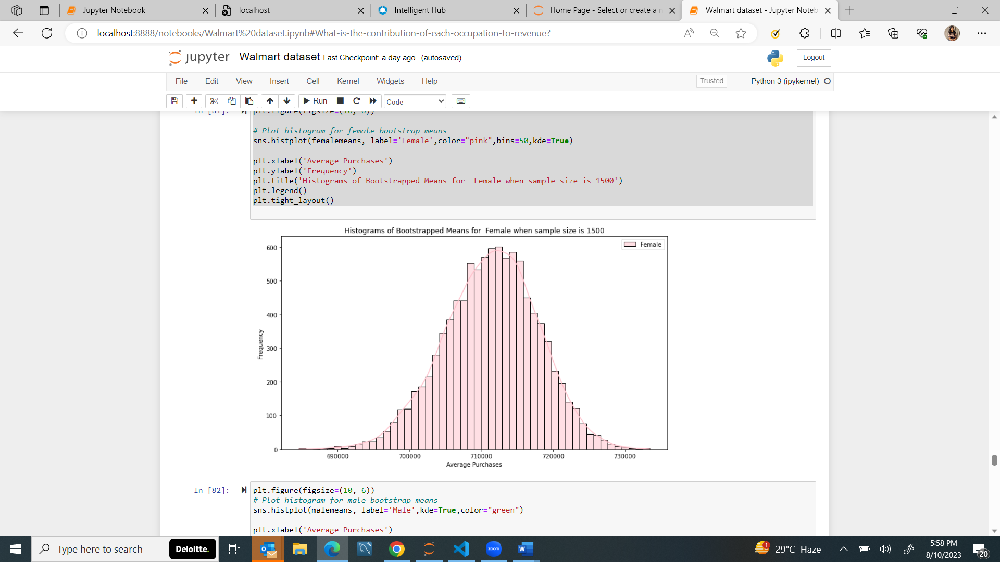 Jupyter Notebook
localhost
Intelligent Hub
Home Page - Select or create a n
Walmart dataset - Jupyter Noteb
localhost:8888/notebooks/Walmart%20dataset.ipynb#What-is-the-contribution-of-each-occupation-to-revenue?
jupyter Walmart dataset Last Checkpoint: a day ago (autosaved)
Logout
File Edit View Insert Cell Kernel Widgets Help
Trusted
Python 3 (ipykernel)
Run
Code
In [81]:
plt.figure(figsize=(10, 6))
# Plot histogram for female bootstrap means
sns.histplot(femalemeans, label='Female',color="pink",bins=50,kde=True)
plt.xlabel('Average Purchases')
plt.ylabel('Frequency')
plt.title('Histograms of Bootstrapped Means for  Female when sample size is 1500')
plt.legend()
plt.tight_layout()
Histograms of Bootstrapped Means for  Female when sample size is 1500
Female
600
500
400
300
200
100
0
Frequency
690000 700000 710000 720000 730000
Average Purchases
In [82]:
plt.figure(figsize=(10, 6))
# Plot histogram for male bootstrap means
sns.histplot(malemeans, label='Male',kde=True,color="green")
plt.xlabel('Average Purchases')
Type here to search
Deloitte.
zoom
1
29°C Haze
5:58 PM
8/10/2023
20